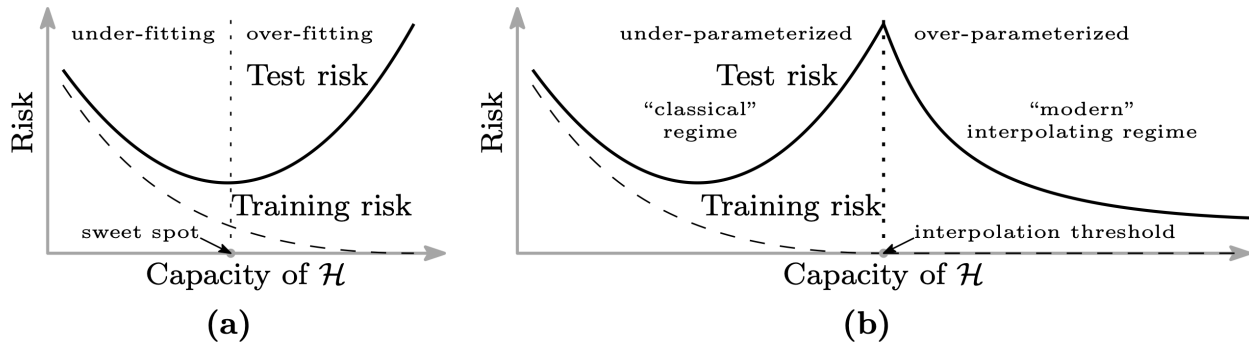 under-fitting
over-fitting
Test risk
Risk
Training risk
sweet spot
Capacity of ℋ
(a)
under-parameterized
over-parameterized
Test risk
“classical”
regime
“modern”
interpolating regime
Risk
Training risk
interpolation threshold
Capacity of ℋ
(b)